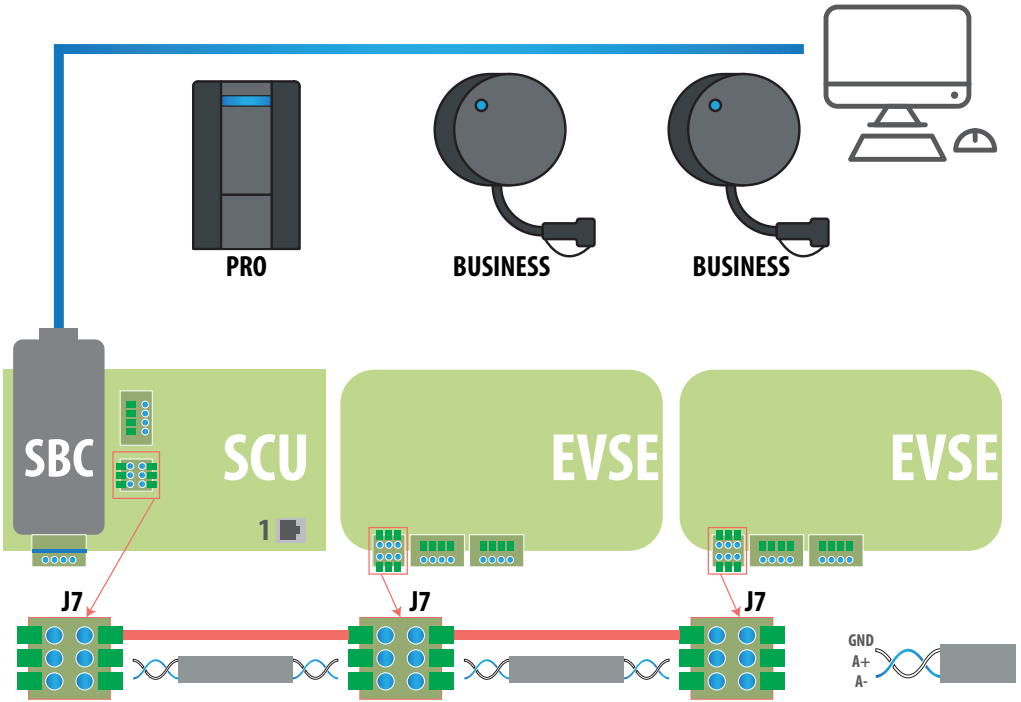 PRO
BUSINESS
BUSINESS
SBC
SCU
EVSE
EVSE
1
J7
J7
J7
GND
A+
A-